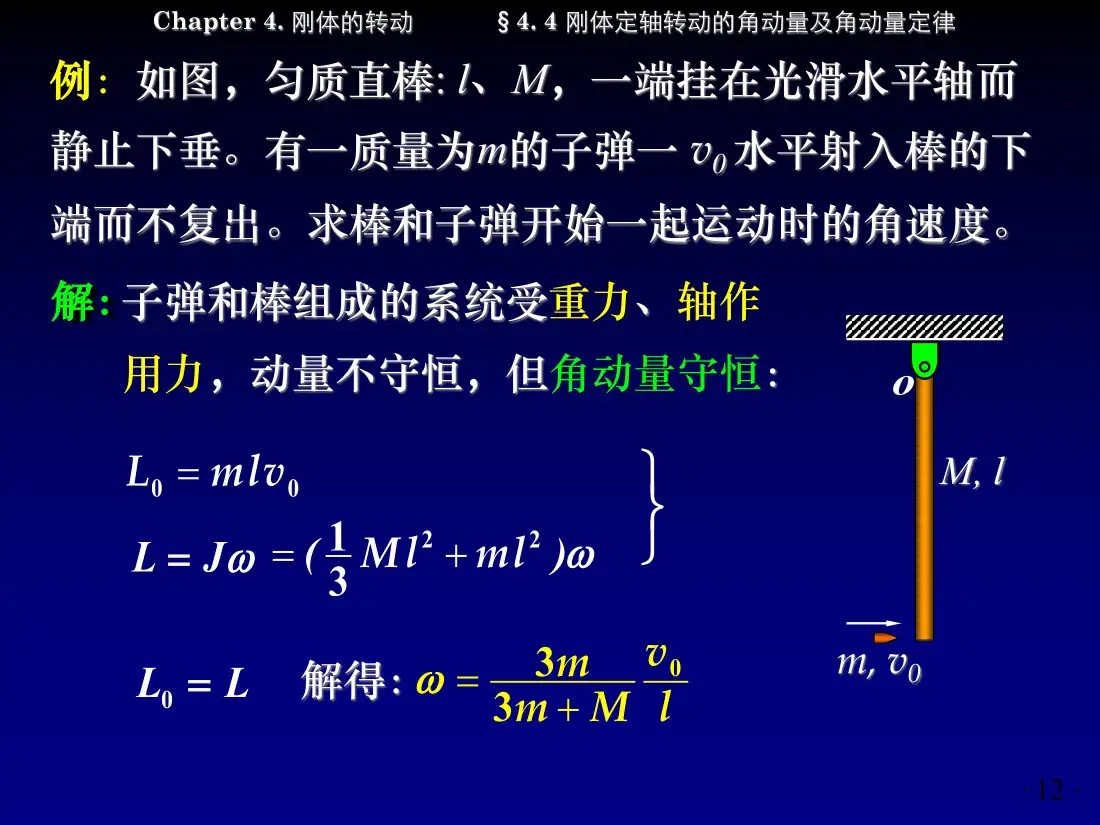 Chapter 4. 刚体的转动 §4. 4 刚体定轴转动的角动量及角动量定律
例: 如图，匀质直棒: l、M，一端挂在光滑水平轴而
静止下垂。有一质量为m的子弹一 v₀ 水平射入棒的下
端而不复出。求棒和子弹开始一起运动时的角速度。
解: 子弹和棒组成的系统受重力、轴作
用力，动量不守恒，但角动量守恒:
o
L₀ = mlv₀
M, l
L = Jω = ( 1/3 Ml² + ml² )ω
m, v₀
L₀ = L 解得: ω = 3m/(3m + M) v₀/l
·12·